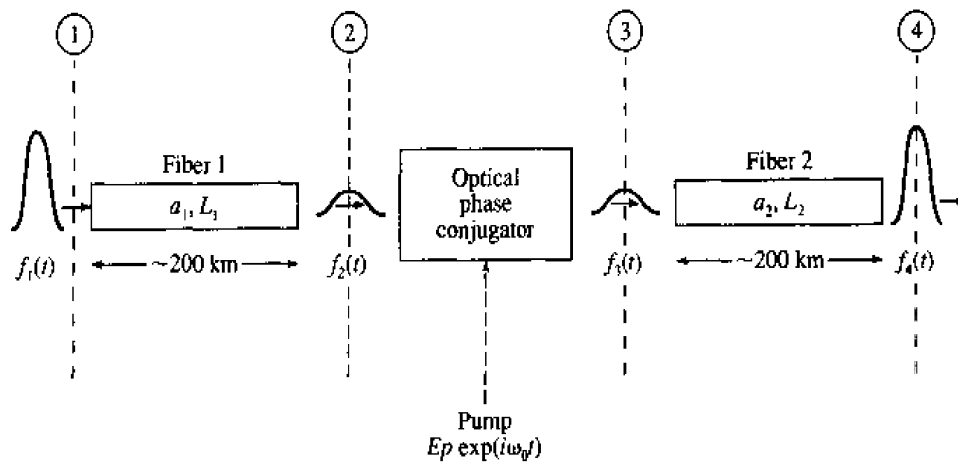 1 2 3 4
Fiber 1
a₁, L₁
~200 km
f₁(t)
f₂(t)
Optical
phase
conjugator
Pump
Ep exp(iω₀t)
f₃(t)
Fiber 2
a₂, L₂
~200 km
f₄(t)